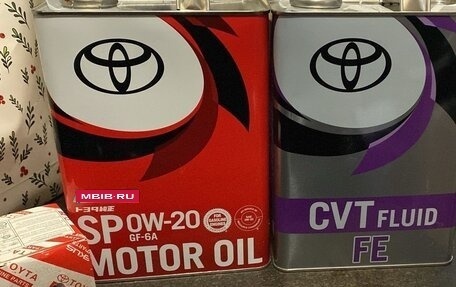 MBIB.RU
トヨタ純正
SP 0W-20
GF-6A
MOTOR OIL
FOR GASOLINE ENGINES
CVT FLUID
FE
TOYOTA